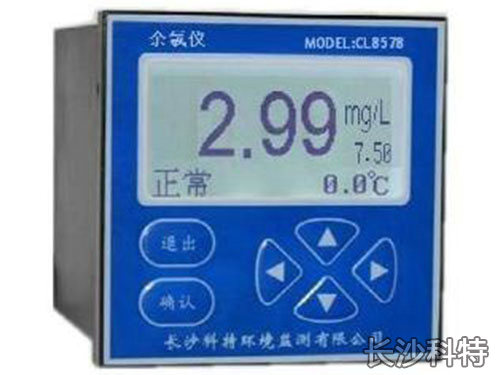 余氯仪 MODEL:CL8578
2.99 mg/L
7.50
正常 0.0℃
退出
确认
长沙科特环境监测有限公司
长沙科特